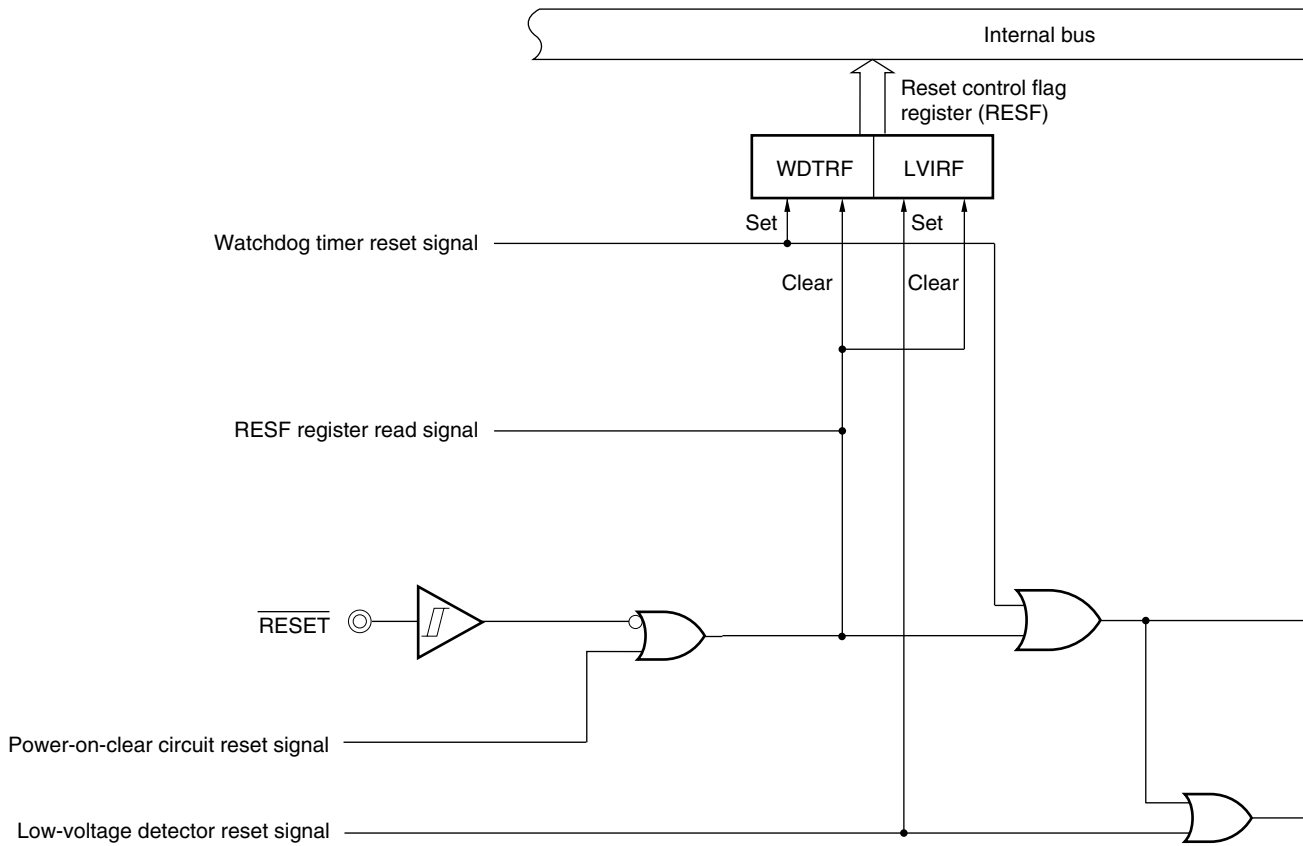 Internal bus
Reset control flag
register (RESF)
WDTRF
LVIRF
Set
Set
Watchdog timer reset signal
Clear
Clear
RESF register read signal
RESET
Power-on-clear circuit reset signal
Low-voltage detector reset signal